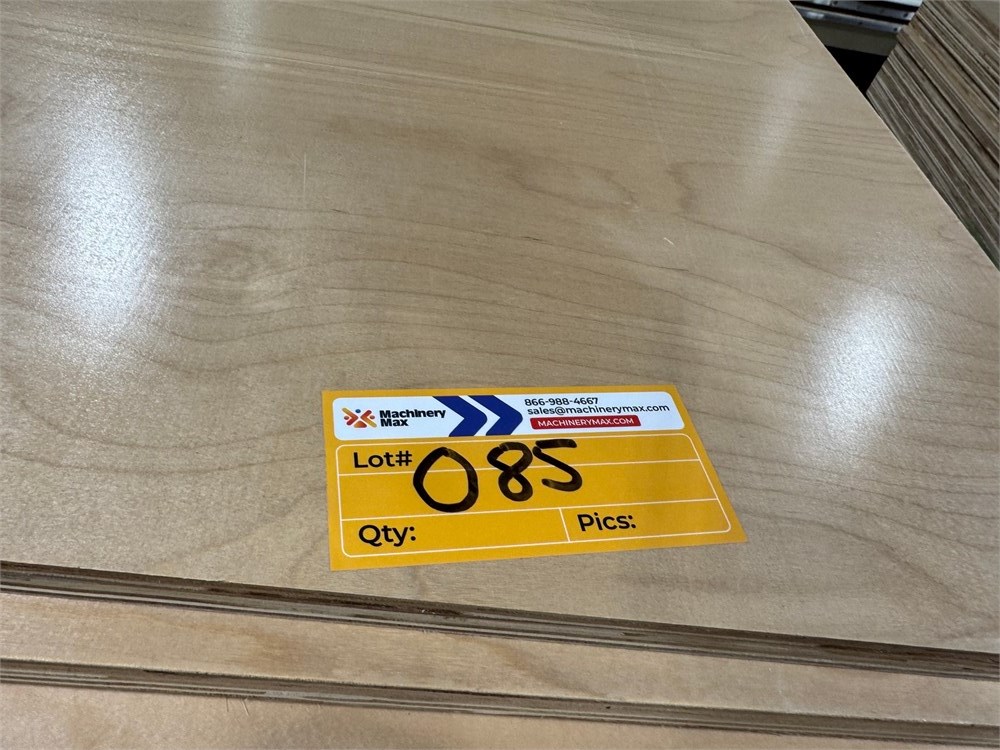 Machinery
Max
866-988-4667
sales@machinerymax.com
MACHINERYMAX.COM
Lot# 085
Qty:
Pics: